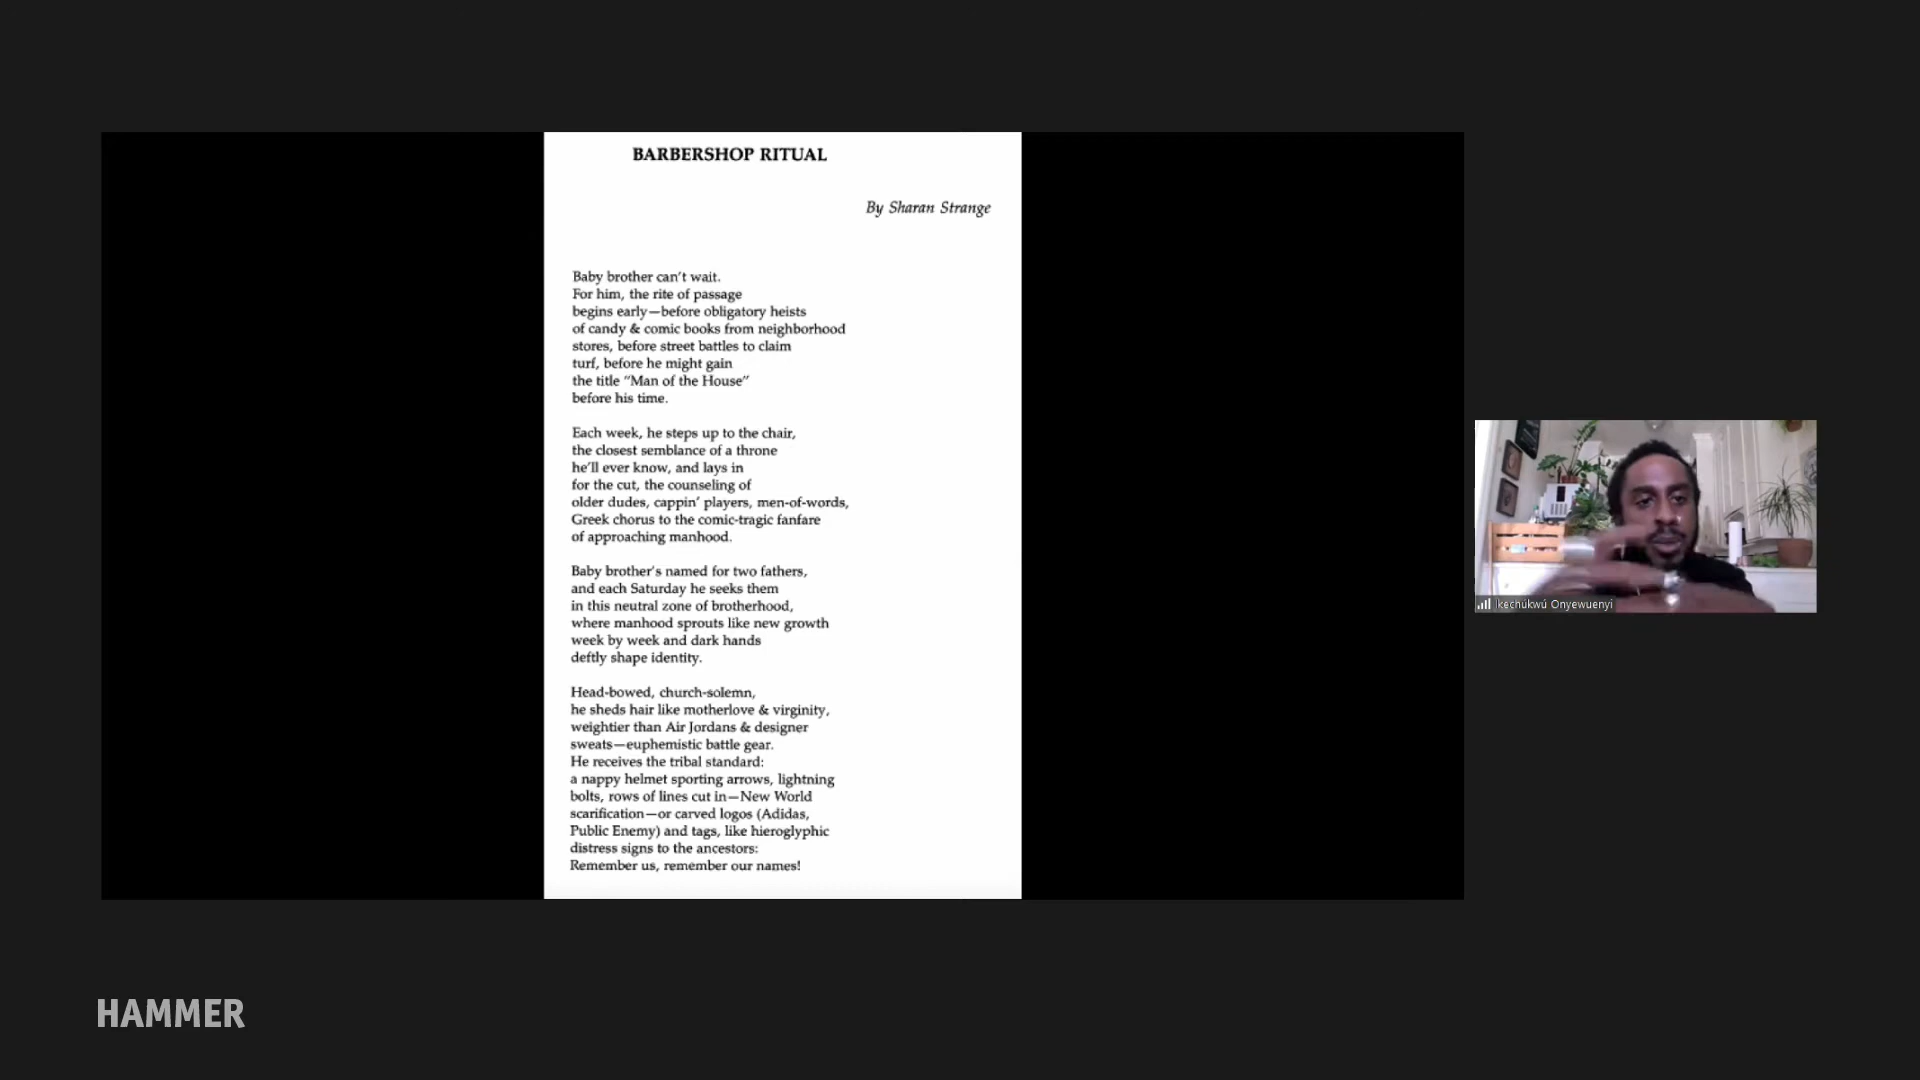 BARBERSHOP RITUAL
By Sharan Strange
Baby brother can't wait.
For him, the rite of passage
begins early—before obligatory heists
of candy & comic books from neighborhood
stores, before street battles to claim
turf, before he might gain
the title "Man of the House"
before his time.
Each week, he steps up to the chair,
the closest semblance of a throne
he'll ever know, and lays in
for the cut, the counseling of
older dudes, cappin' players, men-of-words,
Greek chorus to the comic-tragic fanfare
of approaching manhood.
Baby brother's named for two fathers,
and each Saturday he seeks them
in this neutral zone of brotherhood,
where manhood sprouts like new growth
week by week and dark hands
deftly shape identity.
Head-bowed, church-solemn,
he sheds hair like motherlove & virginity,
weightier than Air Jordans & designer
sweats—euphemistic battle gear.
He receives the tribal standard:
a nappy helmet sporting arrows, lightning
bolts, rows of lines cut in—New World
scarification—or carved logos (Adidas,
Public Enemy) and tags, like hieroglyphic
distress signs to the ancestors:
Remember us, remember our names!
Ikechúkwú Onyewuenyi
HAMMER